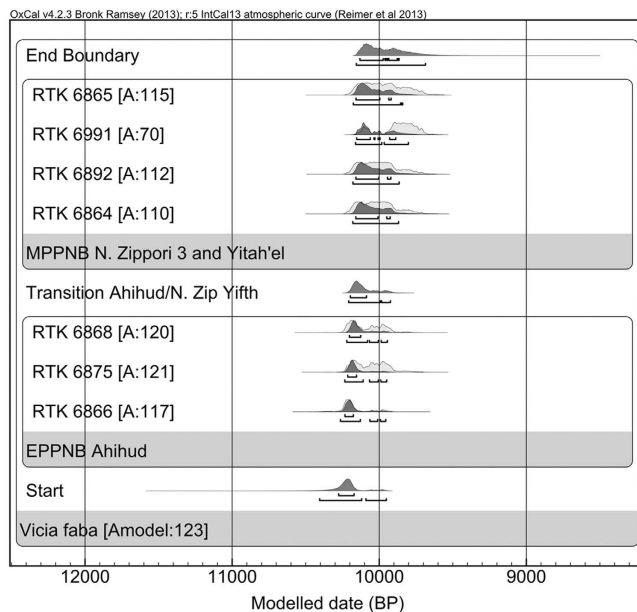 OxCal v4.2.3 Bronk Ramsey (2013); r:5 IntCal13 atmospheric curve (Reimer et al 2013)
End Boundary
RTK 6865 [A:115]
RTK 6991 [A:70]
RTK 6892 [A:112]
RTK 6864 [A:110]
MPPNB N. Zippori 3 and Yitah'el
Transition Ahihud/N. Zip Yifth
RTK 6868 [A:120]
RTK 6875 [A:121]
RTK 6866 [A:117]
EPPNB Ahihud
Start
Vicia faba [Amodel:123]
12000 11000 10000 9000
Modelled date (BP)